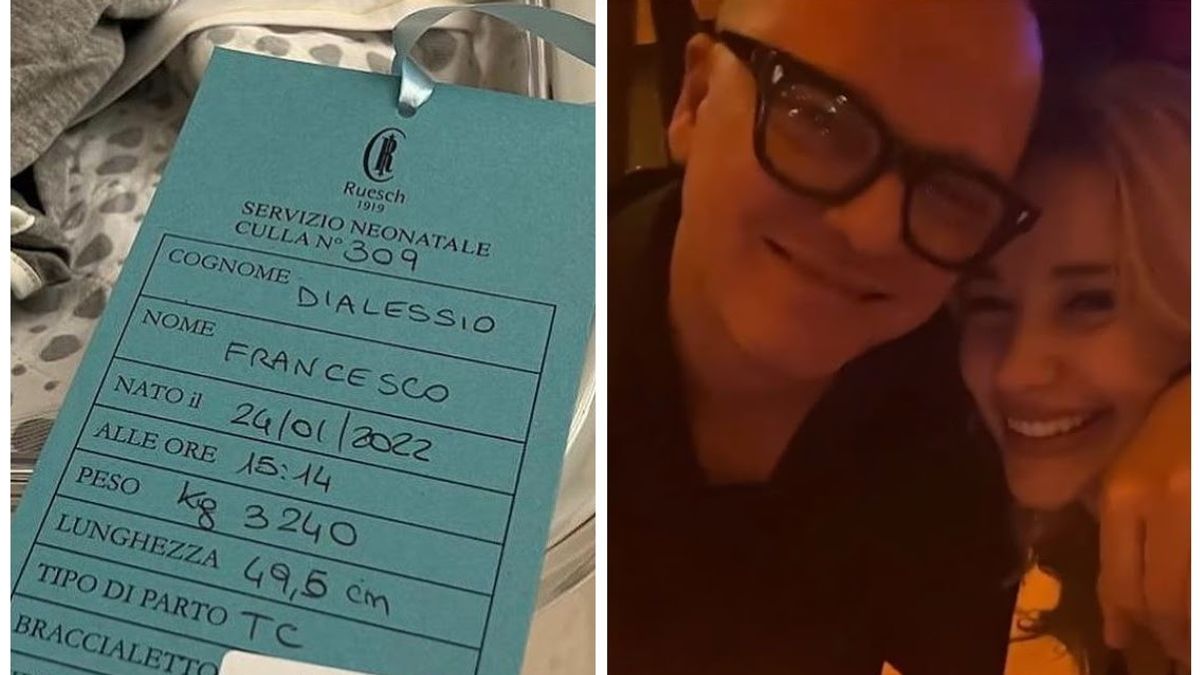 Ruesch
1919
SERVIZIO NEONATALE
CULLA N° 309
COGNOME DIALESSIO
NOME FRANCESCO
NATO il 24/01/2022
ALLE ORE 15:14
PESO kg 3240
LUNGHEZZA 49,5 cm
TIPO DI PARTO TC
BRACCIALETTO